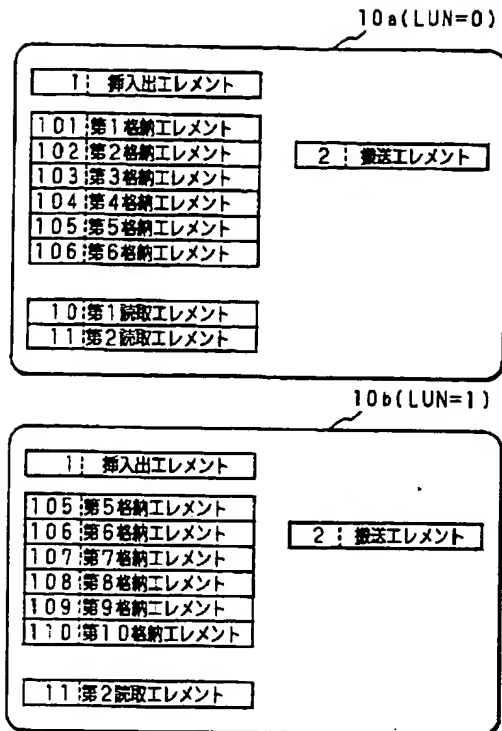 10a(LUN=0)
1 挿入出エレメント
101 第1格納エレメント
102 第2格納エレメント
2 搬送エレメント
103 第3格納エレメント
104 第4格納エレメント
105 第5格納エレメント
106 第6格納エレメント
10 第1読取エレメント
11 第2読取エレメント
10b(LUN=1)
1 挿入出エレメント
105 第5格納エレメント
106 第6格納エレメント
2 搬送エレメント
107 第7格納エレメント
108 第8格納エレメント
109 第9格納エレメント
110 第10格納エレメント
11 第2読取エレメント